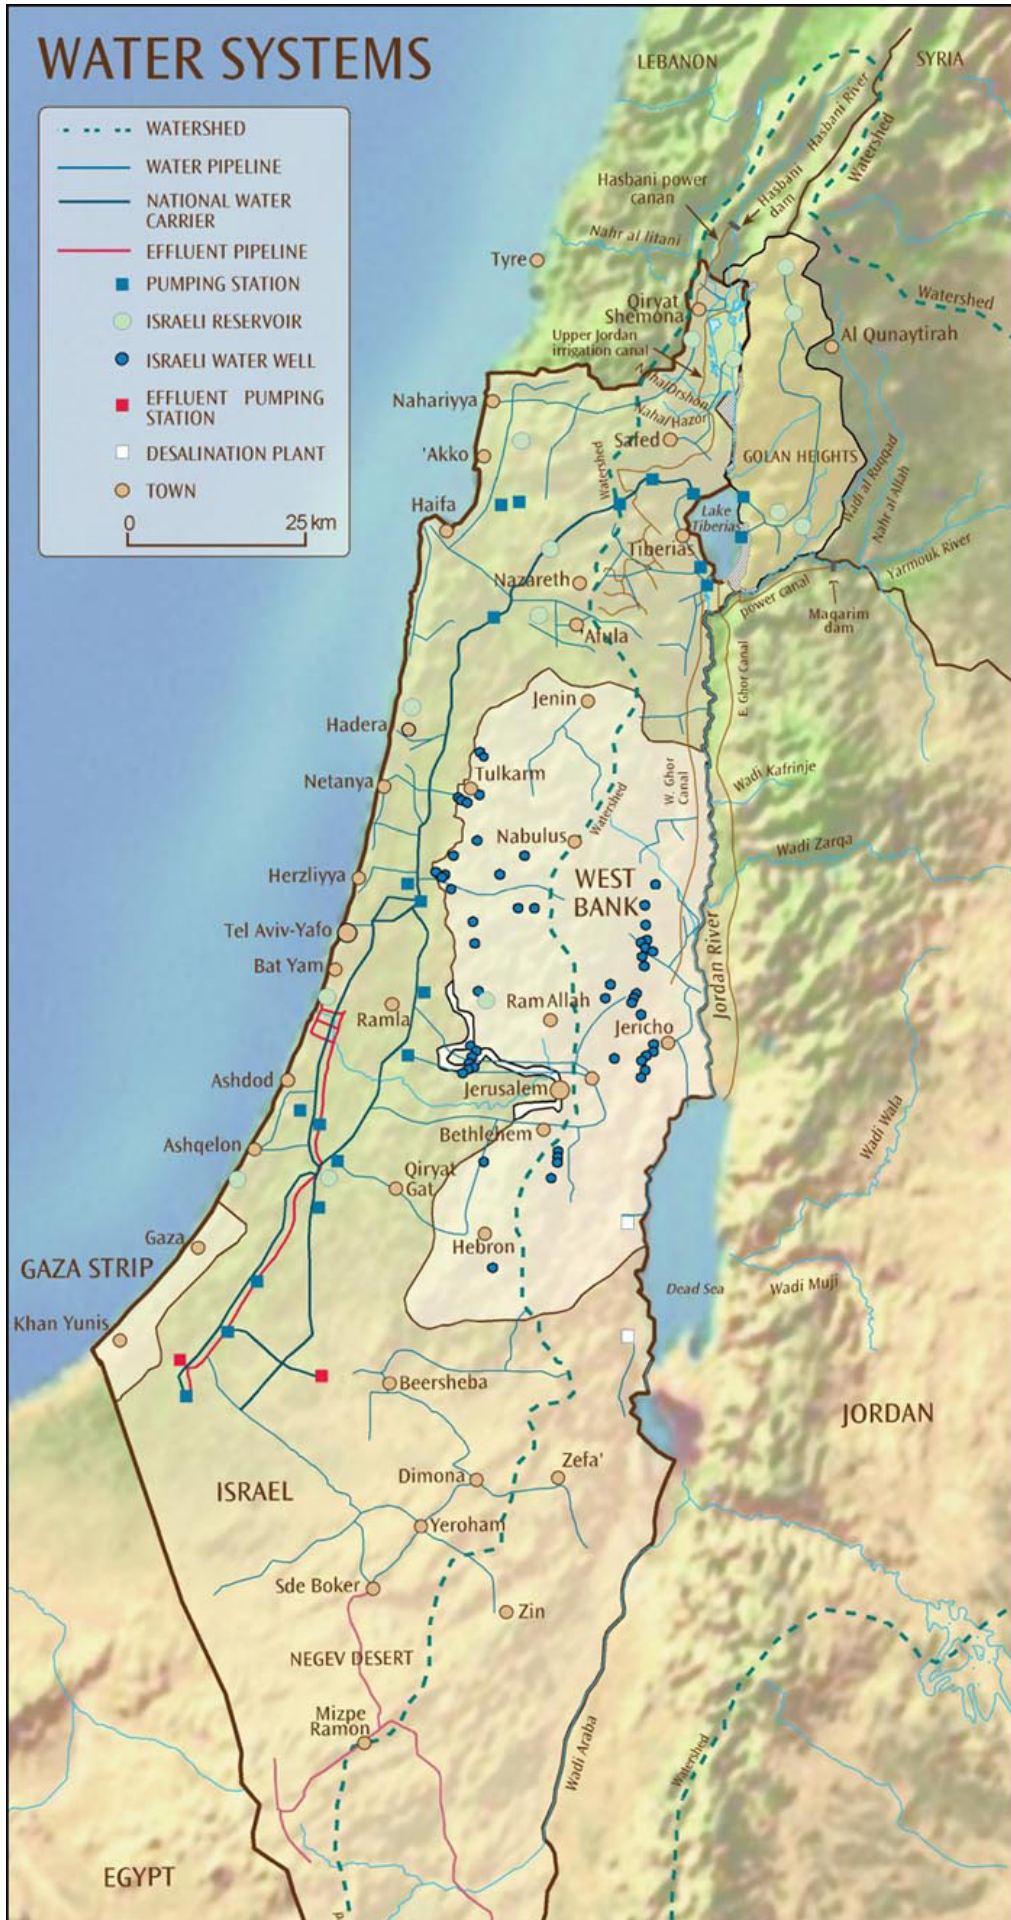 WATER SYSTEMS
WATERSHED
WATER PIPELINE
NATIONAL WATER
CARRIER
EFFLUENT PIPELINE
PUMPING STATION
ISRAELI RESERVOIR
ISRAELI WATER WELL
EFFLUENT PUMPING
STATION
DESALINATION PLANT
TOWN
0 25 km
LEBANON
SYRIA
Hasbani River
Watershed
Hasbani power
canan
Hasbani
dam
Nahr al litani
Tyre
Watershed
Qiryat
Shemona
Upper Jordan
irrigation canal
Al Qunaytirah
Nahal Drshon
Nahal Hazor
Nahariyya
Safed
'Akko
Watershed
GOLAN HEIGHTS
Wadi al Ruqqad
Nahr al Allah
Haifa
Lake
Tiberias
Tiberias
Yarmouk River
Nazareth
power canal
Maqarim
dam
'Afula
E. Ghor Canal
Jenin
Hadera
Netanya
Tulkarm
W. Ghor
Canal
Wadi Kafrinje
Watershed
Nabulus
Wadi Zarqa
Herzliyya
WEST
BANK
Tel Aviv-Yafo
Jordan River
Bat Yam
Ramla
Ram Allah
Jericho
Ashdod
Jerusalem
Wadi Wala
Ashqelon
Bethlehem
Qiryat
Gat
Gaza
Hebron
GAZA STRIP
Dead Sea
Wadi Muji
Khan Yunis
Beersheba
JORDAN
ISRAEL
Dimona
Zefa'
Yeroham
Sde Boker
Zin
NEGEV DESERT
Mizpe
Ramon
Wadi Araba
Watershed
EGYPT